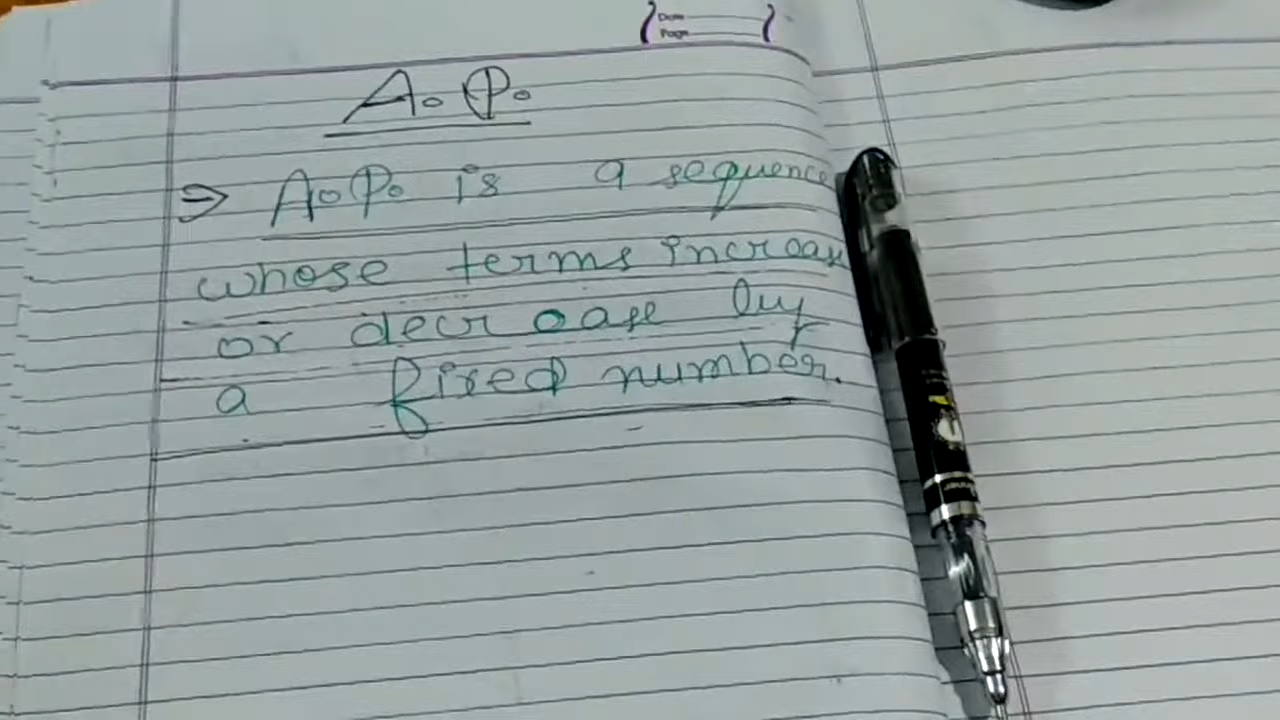 Date
Page
A.P.
⇒ A.P. is a sequence
whose terms increase
or decrease by
a fixed number.